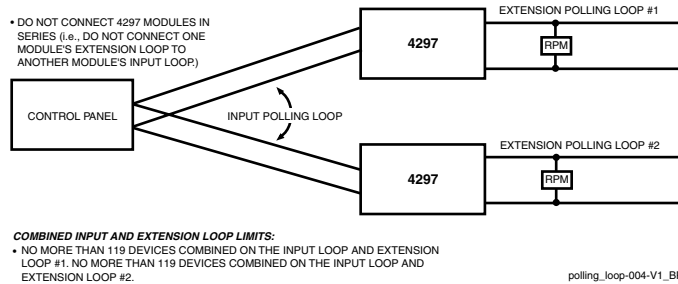 • DO NOT CONNECT 4297 MODULES IN
SERIES (i.e., DO NOT CONNECT ONE
MODULE'S EXTENSION LOOP TO
ANOTHER MODULE'S INPUT LOOP.)
EXTENSION POLLING LOOP #1
4297
RPM
CONTROL PANEL
INPUT POLLING LOOP
EXTENSION POLLING LOOP #2
4297
RPM
COMBINED INPUT AND EXTENSION LOOP LIMITS:
• NO MORE THAN 119 DEVICES COMBINED ON THE INPUT LOOP AND EXTENSION
LOOP #1. NO MORE THAN 119 DEVICES COMBINED ON THE INPUT LOOP AND
EXTENSION LOOP #2.